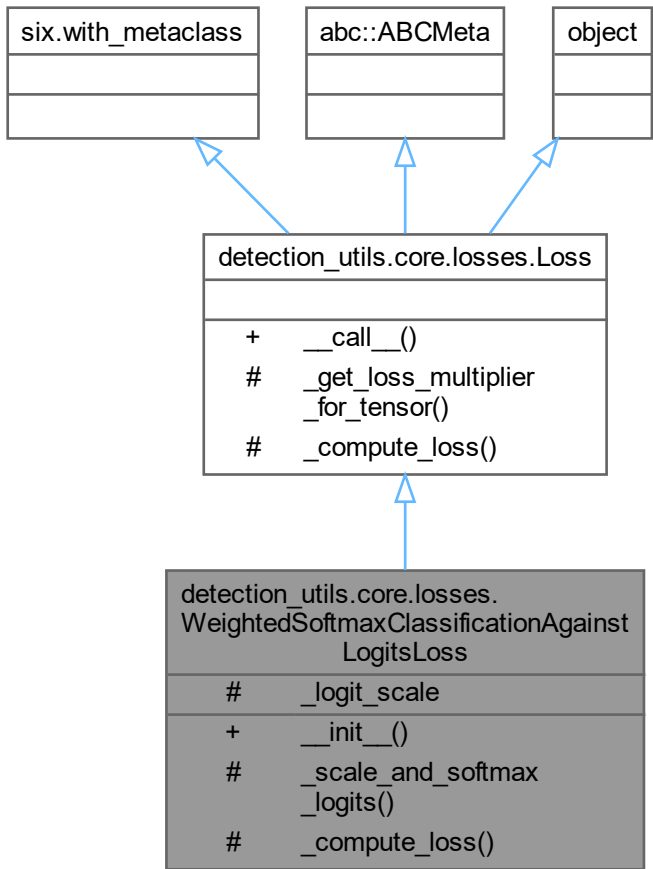 six.with_metaclass
abc::ABCMeta
object
detection_utils.core.losses.Loss
+ __call__()
# _get_loss_multiplier
_for_tensor()
# _compute_loss()
detection_utils.core.losses.
WeightedSoftmaxClassificationAgainst
LogitsLoss
# _logit_scale
+ __init__()
# _scale_and_softmax
_logits()
# _compute_loss()